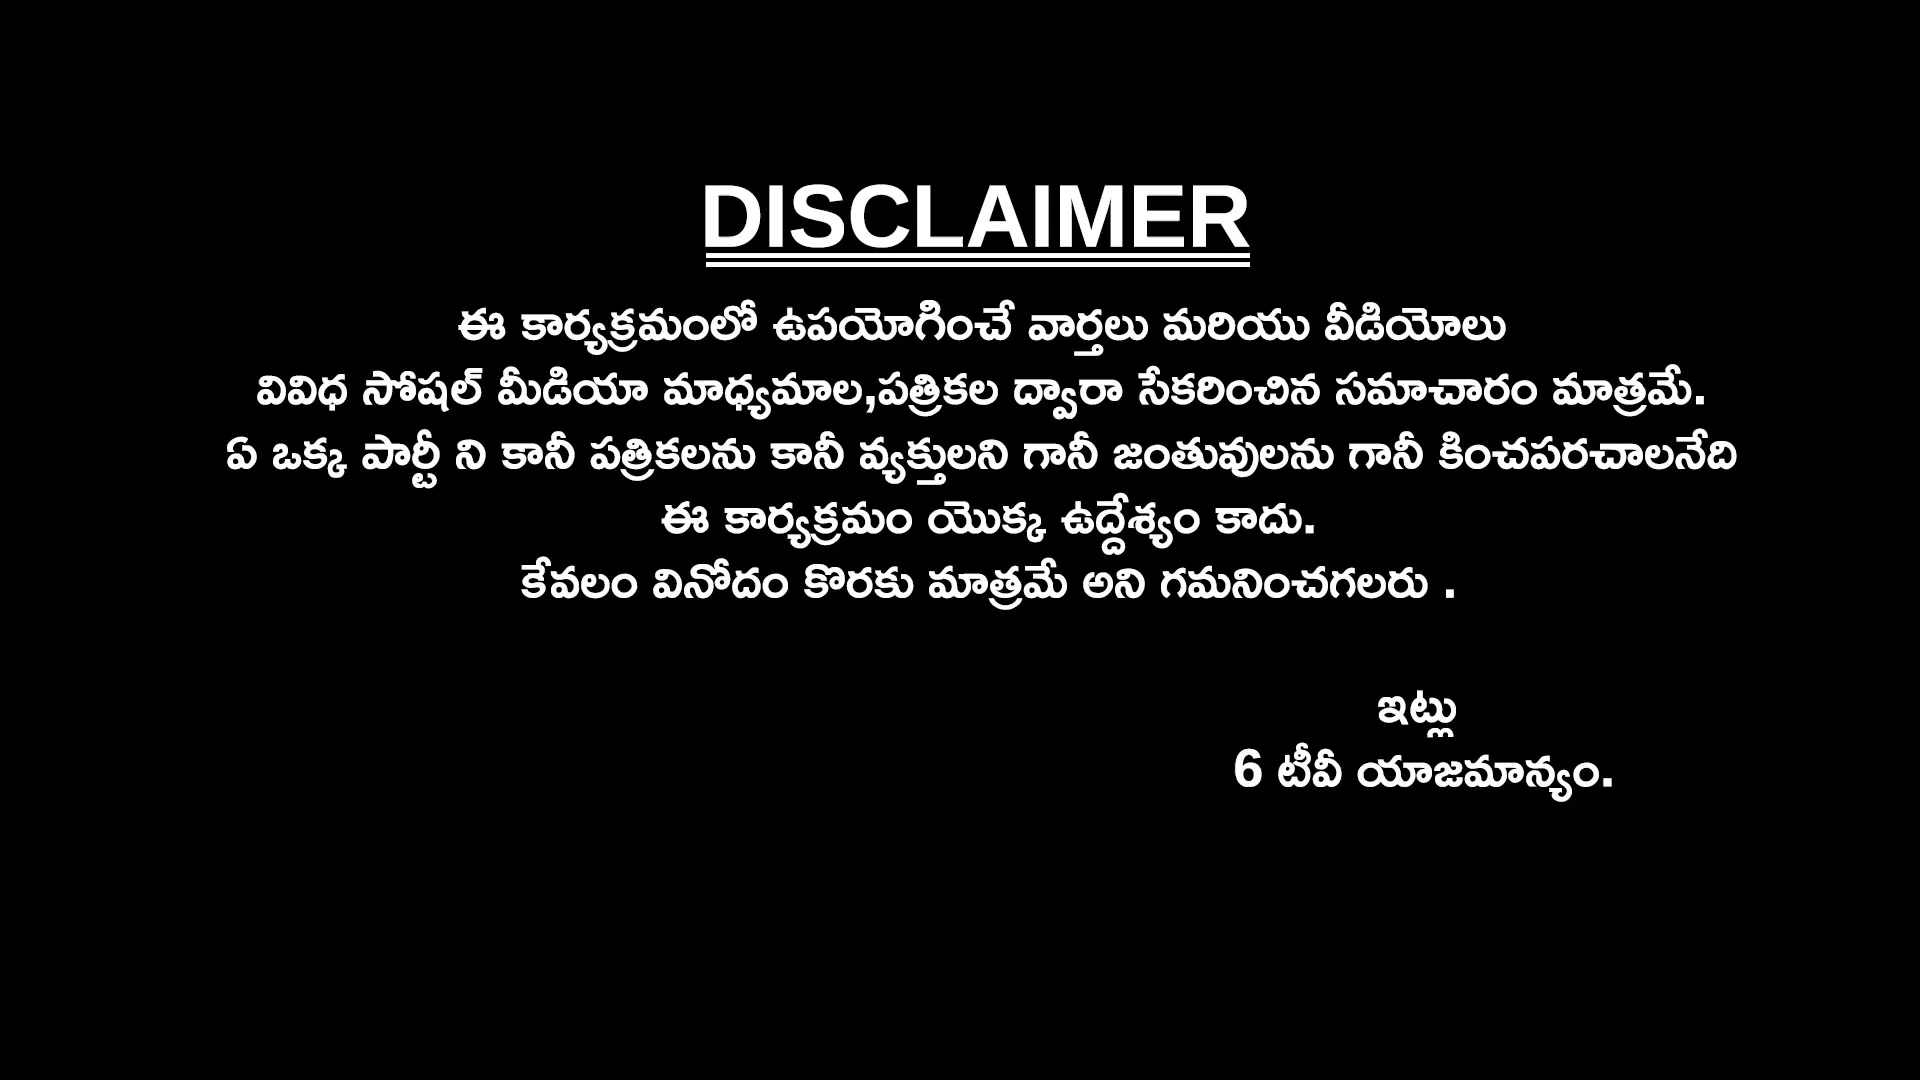 DISCLAIMER
ఈ కార్యక్రమంలో ఉపయోగించే వార్తలు మరియు వీడియోలు
వివిధ సోషల్ మీడియా మాధ్యమాల,పత్రికల ద్వారా సేకరించిన సమాచారం మాత్రమే.
ఏ ఒక్క పార్టీ ని కానీ పత్రికలను కానీ వ్యక్తులని గానీ జంతువులను గానీ కించపరచాలనేది
ఈ కార్యక్రమం యొక్క ఉద్దేశ్యం కాదు.
కేవలం వినోదం కొరకు మాత్రమే అని గమనించగలరు .
ఇట్లు
6 టీవీ యాజమాన్యం.